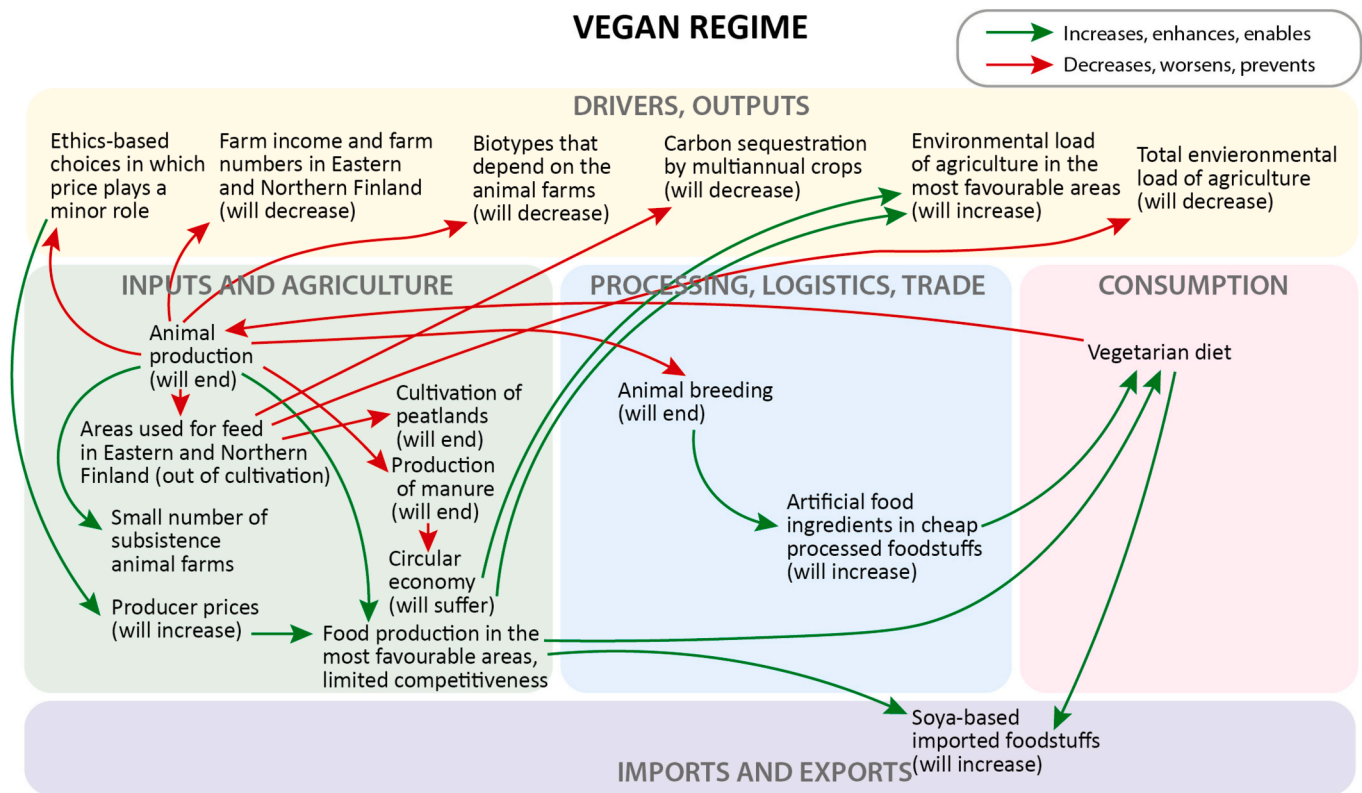 VEGAN REGIME
Increases, enhances, enables
Decreases, worsens, prevents
DRIVERS, OUTPUTS
Ethics-based
choices in which
price plays a
minor role
Farm income and farm
numbers in Eastern
and Northern Finland
(will decrease)
Biotypes that
depend on the
animal farms
(will decrease)
Carbon sequestration
by multiannual crops
(will decrease)
Environmental load
of agriculture in the
most favourable areas
(will increase)
Total envieronmental
load of agriculture
(will decrease)
INPUTS AND AGRICULTURE
Animal
production
(will end)
Areas used for feed
in Eastern and Northern
Finland (out of cultivation)
Cultivation of
peatlands
(will end)
Production
of manure
(will end)
Small number of
subsistence
animal farms
Circular
economy
(will suffer)
Producer prices
(will increase)
Food production in the
most favourable areas,
limited competitiveness
PROCESSING, LOGISTICS, TRADE
Animal breeding
(will end)
Artificial food
ingredients in cheap
processed foodstuffs
(will increase)
CONSUMPTION
Vegetarian diet
Soya-based
imported foodstuffs
(will increase)
IMPORTS AND EXPORTS